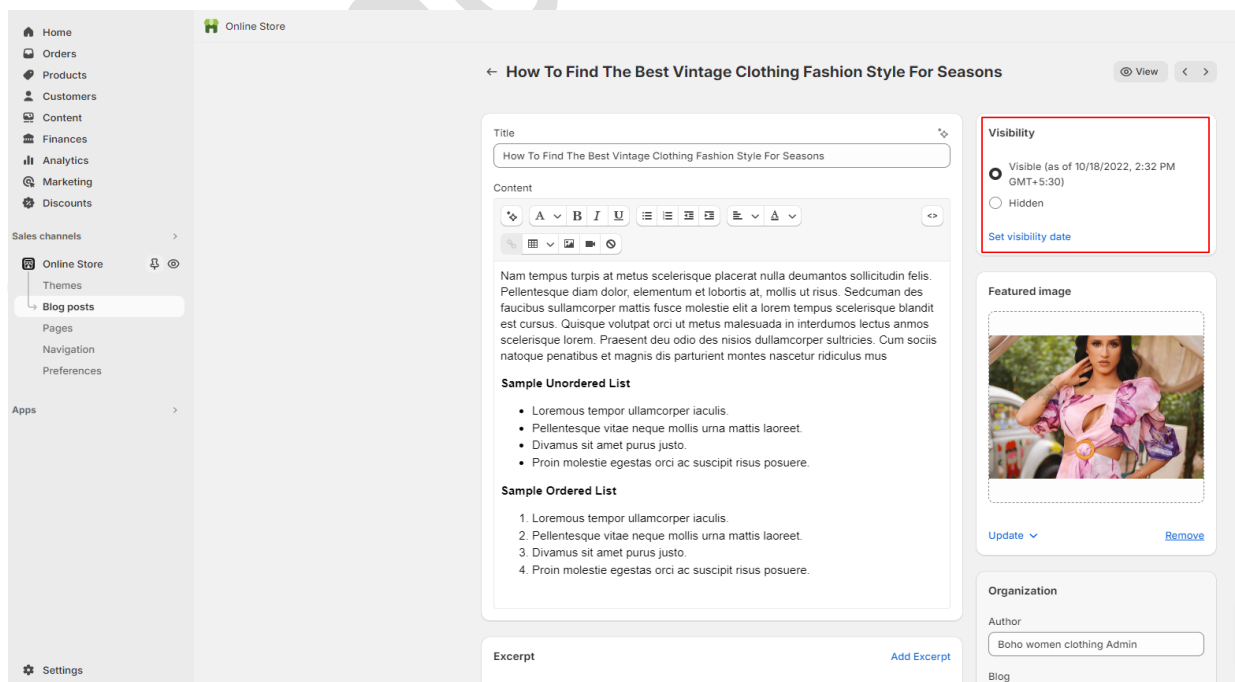 Online Store
Home
Orders
Products
Customers
Content
Finances
Analytics
Marketing
Discounts
Sales channels
Online Store
Themes
Blog posts
Pages
Navigation
Preferences
Apps
Settings
How To Find The Best Vintage Clothing Fashion Style For Seasons
View
Title
How To Find The Best Vintage Clothing Fashion Style For Seasons
Content
A B I U A
Nam tempus turpis at metus scelerisque placerat nulla deumantos sollicitudin felis.
Pellentesque diam dolor, elementum et lobortis at, mollis ut risus. Sedcuman des
faucibus sullamcorper mattis fusce molestie elit a lorem tempus scelerisque blandit
est cursus. Quisque volutpat orci ut metus malesuada in interdumos lectus anmos
scelerisque lorem. Praesent deu odio des nisios dullamcorper sultricies. Cum sociis
natoque penatibus et magnis dis parturient montes nascetur ridiculus mus
Sample Unordered List
• Loremous tempor ullamcorper iaculis.
• Pellentesque vitae neque mollis urna mattis laoreet.
• Divamus sit amet purus justo.
• Proin molestie egestas orci ac suscipit risus posuere.
Sample Ordered List
1. Loremous tempor ullamcorper iaculis.
2. Pellentesque vitae neque mollis urna mattis laoreet.
3. Divamus sit amet purus justo.
4. Proin molestie egestas orci ac suscipit risus posuere.
Excerpt
Add Excerpt
Visibility
Visible (as of 10/18/2022, 2:32 PM
GMT+5:30)
Hidden
Set visibility date
Featured image
Update
Remove
Organization
Author
Boho women clothing Admin
Blog